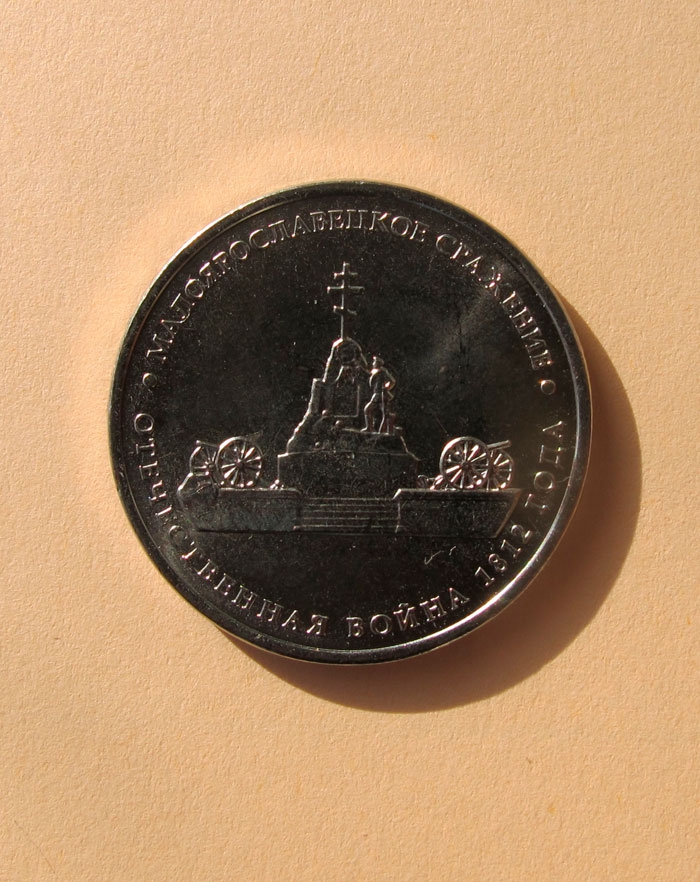 МАЛОЯРОСЛАВЕЦКОЕ СРАЖЕНИЕ
ОТЕЧЕСТВЕННАЯ ВОЙНА 1812 ГОДА